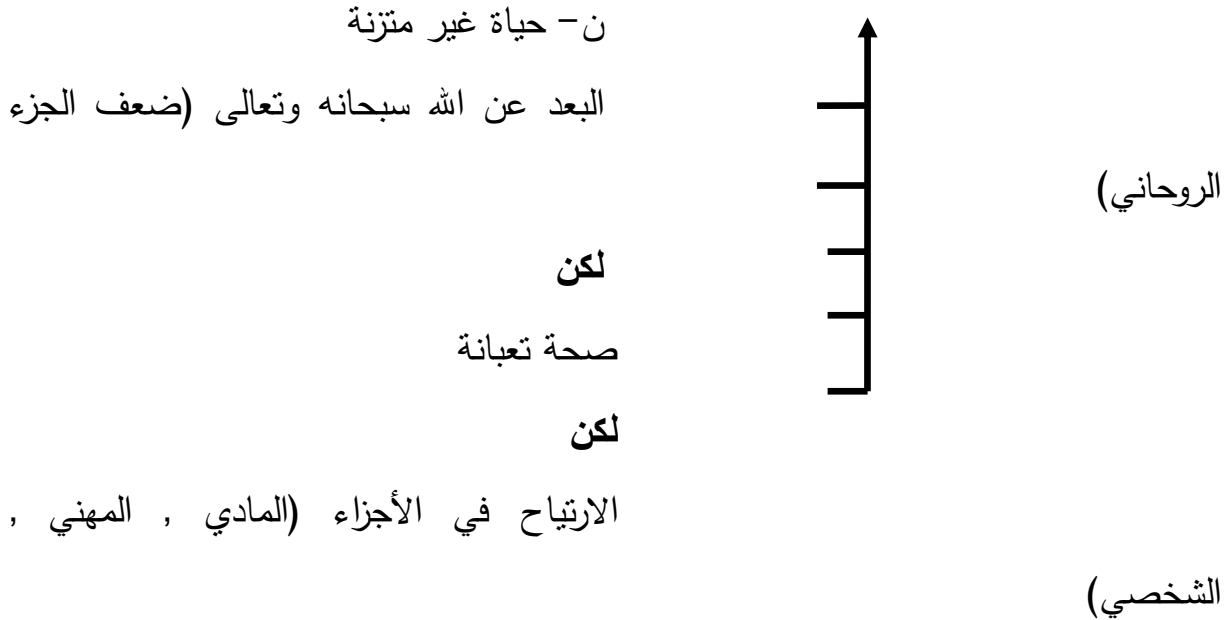 ن- حياة غير متزنة
البعد عن الله سبحانه وتعالى (ضعف الجزء
الروحاني)
لكن
صحة تعبانة
لكن
الارتياح في الأجزاء (المادي , المهني ,
الشخصي)